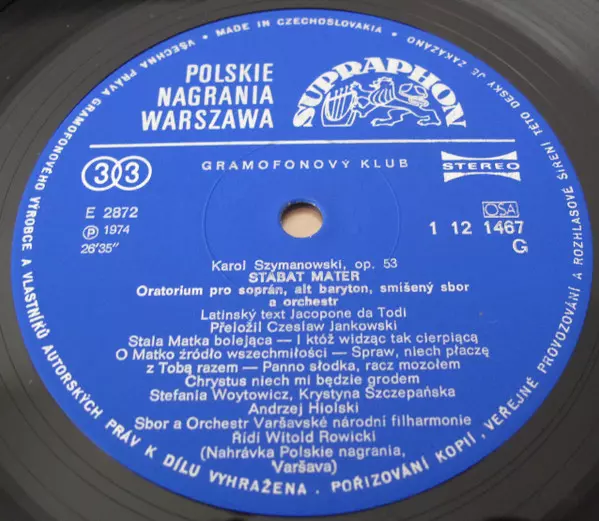 VŠECHNA PRÁVA GRAMOFONOVÉHO VÝROBCE A VLASTNÍKŮ AUTORSKÝCH PRÁV K DÍLU VYHRAŽENA. POŘIZOVÁNÍ KOPIÍ, VEŘEJNÉ PROVOZOVÁNÍ A ROZHLASOVÉ ŠÍŘENÍ TÉTO DESKY JE ZAKÁZÁNO • MADE IN CZECHOSLOVAKIA •
POLSKIE
NAGRANIA
WARSZAWA
SUPRAPHON
33
GRAMOFONOVÝ KLUB
STEREO
E 2872
℗ 1974
26'35"
OSA
1 12 1467
G
Karol Szymanowski, op. 53
STABAT MATER
Oratorium pro soprán, alt baryton, smíšený sbor
a orchestr
Latinský text Jacopone da Todi
Přeložil Czeslaw Jankowski
Stala Matka bolejąca — I któż widząc tak cierpiącą
O Matko źródło wszechmiłości — Spraw, niech płaczę
z Tobą razem — Panno słodka, racz mozołem
Chrystus niech mi będzie grodem
Stefania Woytowicz, Krystyna Szczepańska
Andrzej Hiolski
Sbor a Orchestr Varšavské národní filharmonie
Řídí Witold Rowicki
(Nahrávka Polskie nagrania,
Varšava)